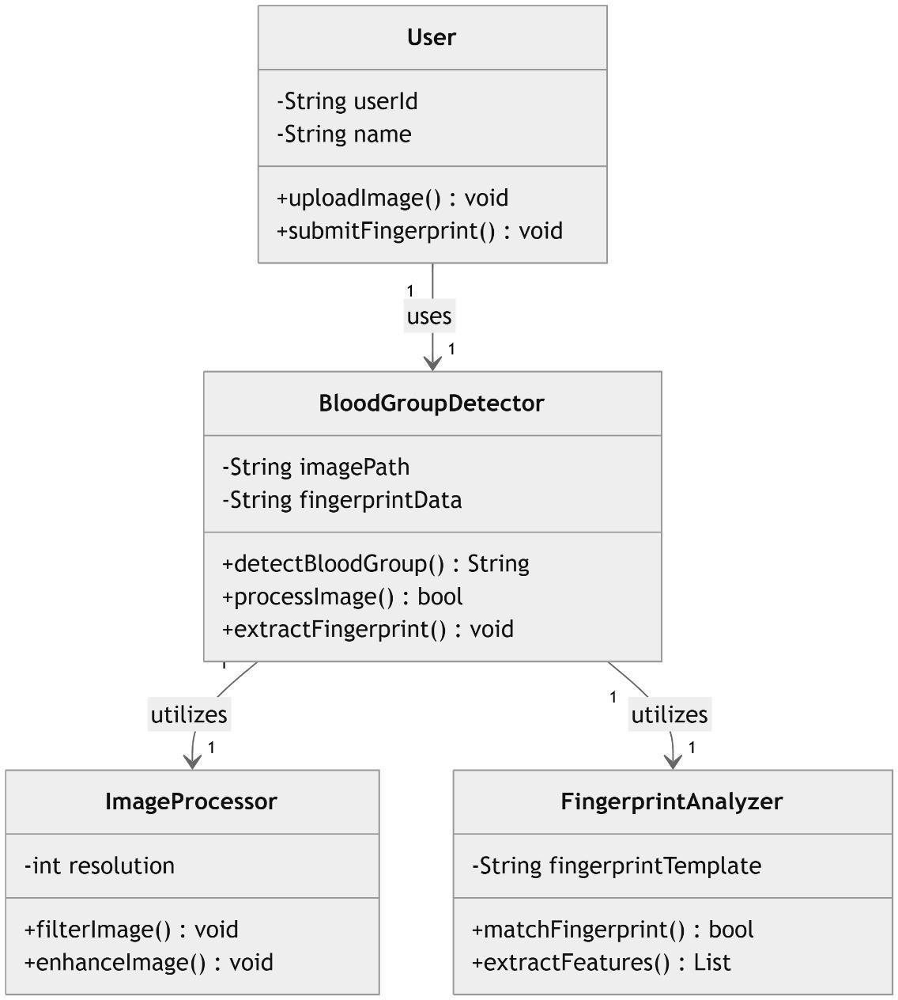 User
-String userId
-String name
+uploadImage() : void
+submitFingerprint() : void
1
uses
1
BloodGroupDetector
-String imagePath
-String fingerprintData
+detectBloodGroup() : String
+processImage() : bool
+extractFingerprint() : void
1
1
utilizes
utilizes
1
1
ImageProcessor
-int resolution
+filterImage() : void
+enhanceImage() : void
FingerprintAnalyzer
-String fingerprintTemplate
+matchFingerprint() : bool
+extractFeatures() : List